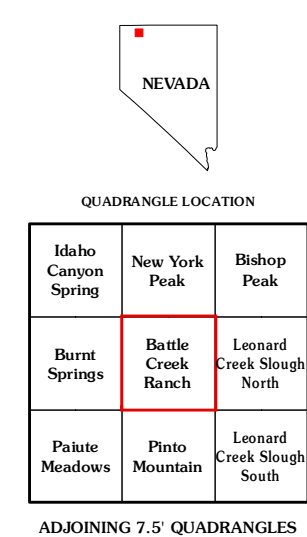 NEVADA
QUADRANGLE LOCATION
Idaho
Canyon
Spring
New York
Peak
Bishop
Peak
Burnt
Springs
Battle
Creek
Ranch
Leonard
Creek Slough
North
Paiute
Meadows
Pinto
Mountain
Leonard
Creek Slough
South
ADJOINING 7.5' QUADRANGLES